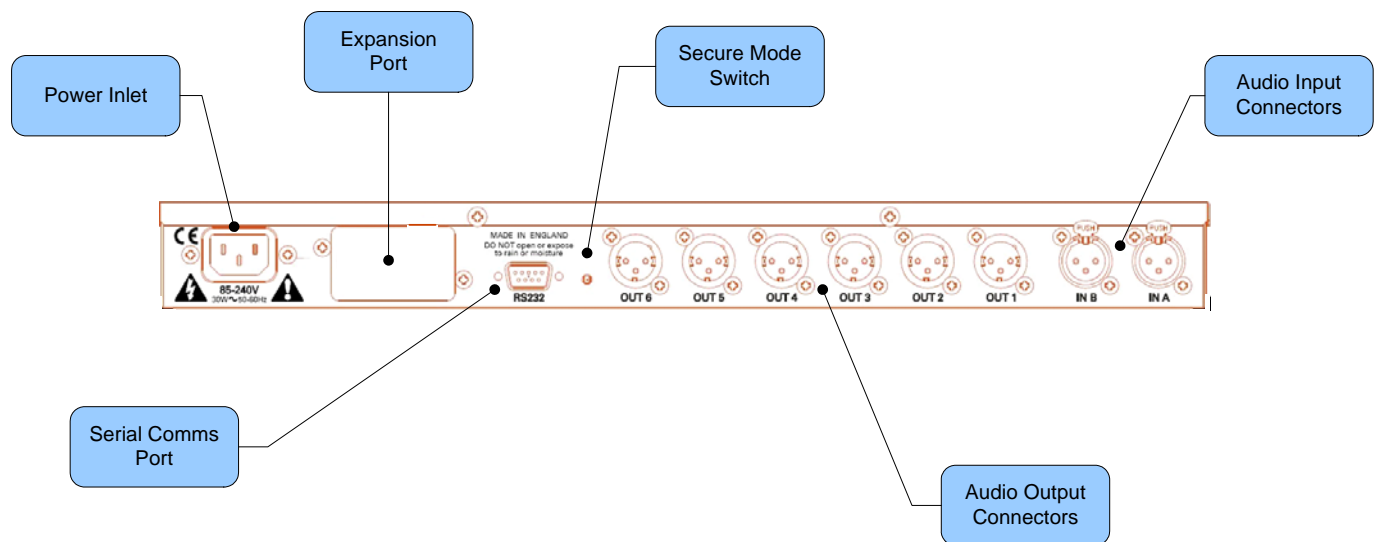 Expansion
Port
Secure Mode
Switch
Power Inlet
Audio Input
Connectors
CE
MADE IN ENGLAND
DO NOT open or expose
to rain or moisture
PUSH
PUSH
85-240V
30W~50-60Hz
RS232
OUT 6
OUT 5
OUT 4
OUT 3
OUT 2
OUT 1
IN B
IN A
Serial Comms
Port
Audio Output
Connectors